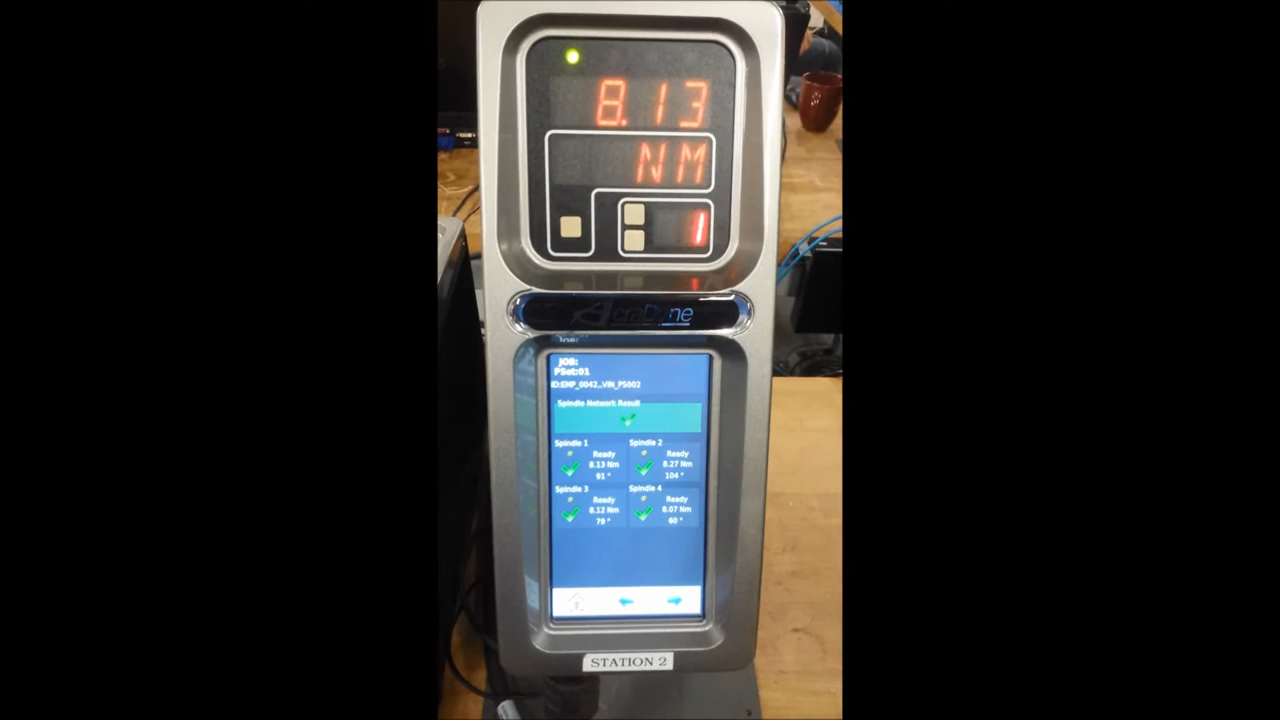 8.13
NM
1
AcraDyne
JOB:
PSet:01
ID:EMP_0042,,VIN_PS002
Spindle Network Result
Spindle 1
Ready
8.13 Nm
91 °
Spindle 2
Ready
8.27 Nm
104 °
Spindle 3
Ready
8.12 Nm
79 °
Spindle 4
Ready
8.07 Nm
60 °
STATION 2